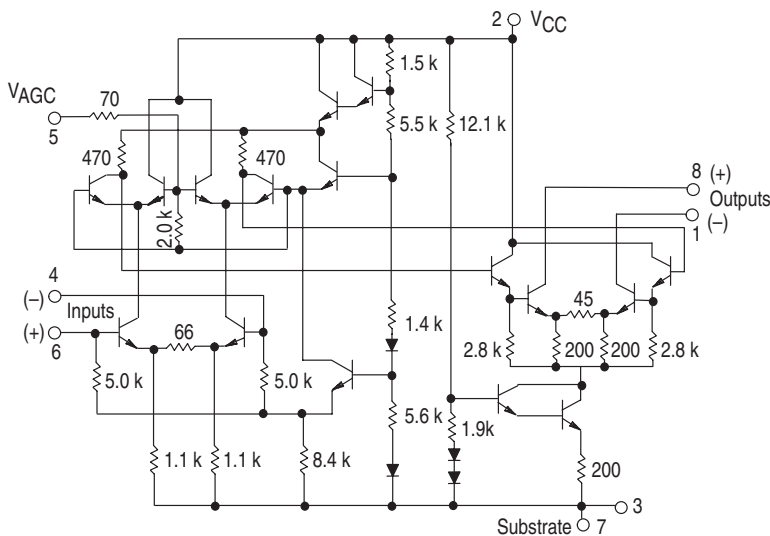 2 VCC
1.5 k
VAGC
70
5
5.5 k
12.1 k
470
470
8 (+)
Outputs
1 (-)
2.0 k
4
(-)
Inputs
45
(+)
6
66
1.4 k
2.8 k
200
200
2.8 k
5.0 k
5.0 k
5.6 k
1.9k
1.1 k
1.1 k
8.4 k
200
3
Substrate 7